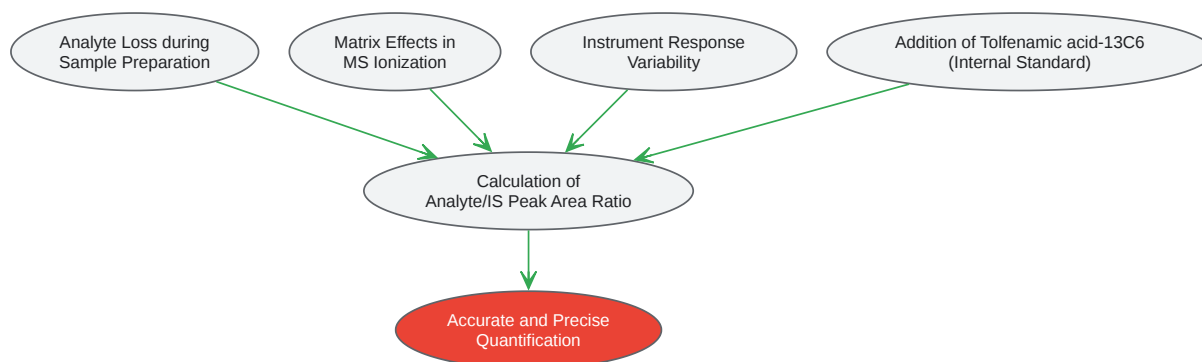 Analyte Loss during
Sample Preparation
Matrix Effects in
MS Ionization
Instrument Response
Variability
Addition of Tolfenamic acid-13C6
(Internal Standard)
Calculation of
Analyte/IS Peak Area Ratio
Accurate and Precise
Quantification